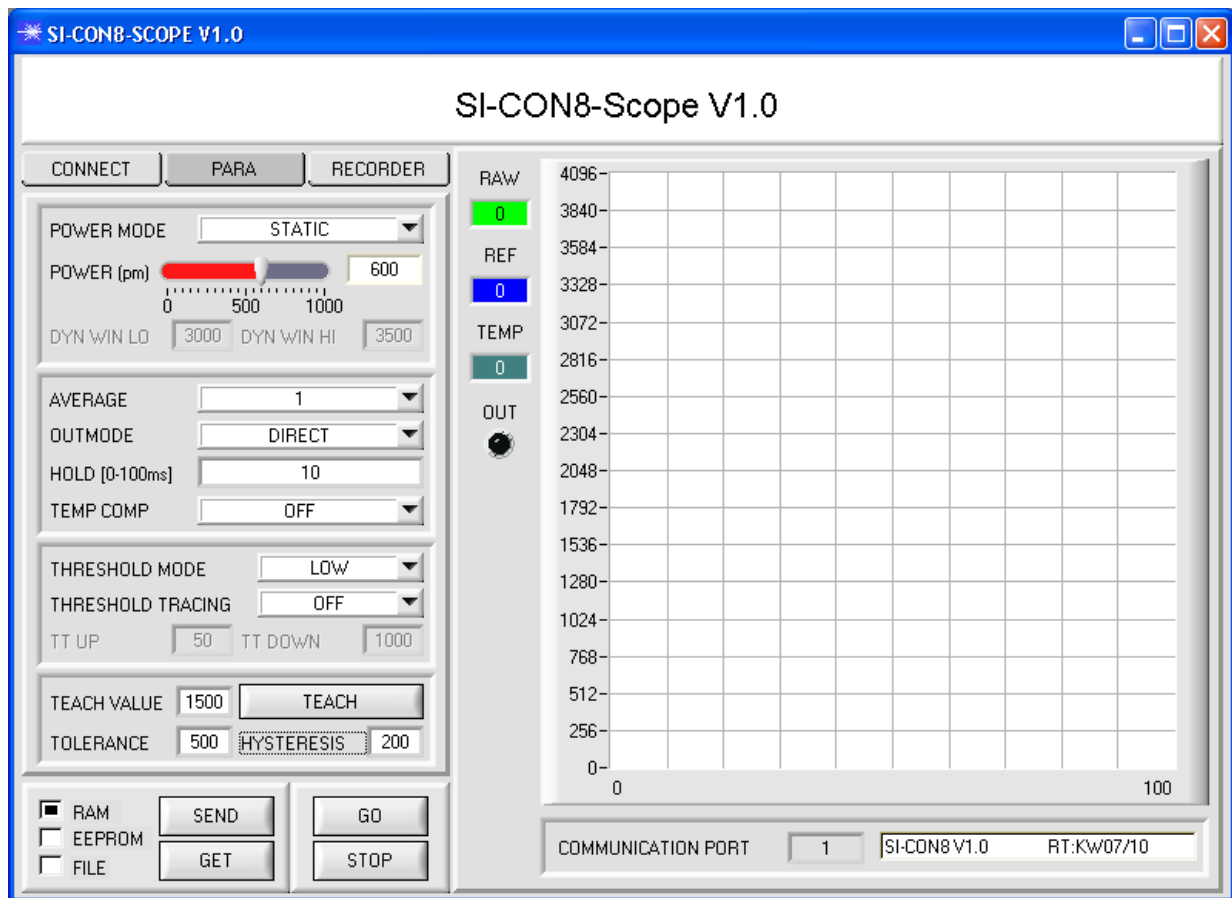 SI-CON8-SCOPE V1.0
SI-CON8-Scope V1.0
CONNECT PARA RECORDER
POWER MODE STATIC
POWER (pm) 600
0 500 1000
DYN WIN LO 3000 DYN WIN HI 3500
AVERAGE 1
OUTMODE DIRECT
HOLD [0-100ms] 10
TEMP COMP OFF
THRESHOLD MODE LOW
THRESHOLD TRACING OFF
TT UP 50 TT DOWN 1000
TEACH VALUE 1500 TEACH
TOLERANCE 500 HYSTERESIS 200
RAM
EEPROM
FILE
SEND
GET
GO
STOP
RAW
0
REF
0
TEMP
0
OUT
4096
3840
3584
3328
3072
2816
2560
2304
2048
1792
1536
1280
1024
768
512
256
0
0 100
COMMUNICATION PORT 1 SI-CON8 V1.0 RT:KW07/10